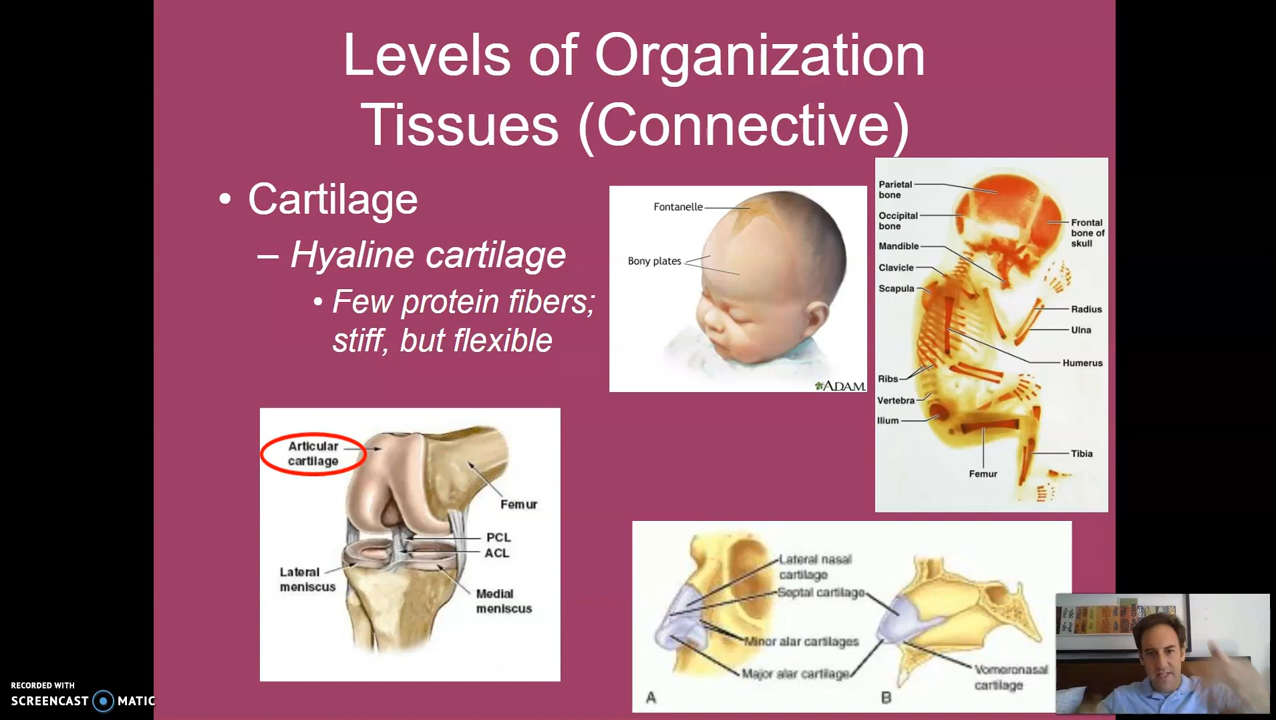 Levels of Organization
Tissues (Connective)
• Cartilage
– Hyaline cartilage
• Few protein fibers;
stiff, but flexible
Fontanelle
Bony plates
ADAM.
Parietal
bone
Occipital
bone
Mandible
Clavicle
Scapula
Ribs
Vertebra
Ilium
Frontal
bone of
skull
Radius
Ulna
Humerus
Tibia
Femur
Articular
cartilage
Femur
PCL
ACL
Lateral
meniscus
Medial
meniscus
Lateral nasal
cartilage
Septal cartilage
Minor alar cartilages
Major alar cartilage
Vomeronasal
cartilage
A
B
RECORDED WITH
SCREENCAST MATIC